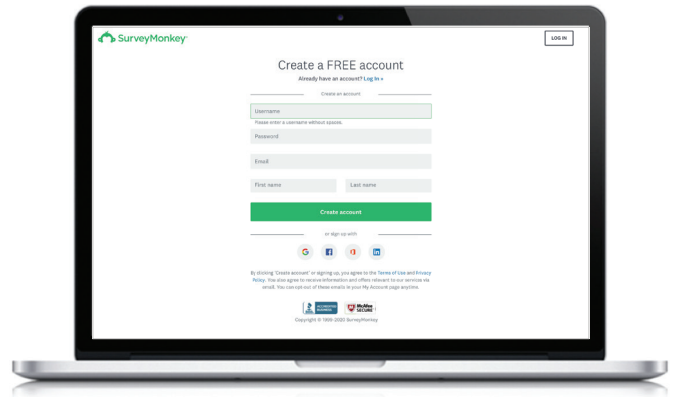 SurveyMonkey
LOG IN
Create a FREE account
Already have an account? Log In »
Create an account
Username
Please enter a username without spaces.
Password
Email
First name Last name
Create account
or sign up with
By clicking 'Create account' or signing up, you agree to the Terms of Use and Privacy
Policy. You also agree to receive information and offers relevant to our services via
email. You can opt out of these emails in your My Account page anytime.
ACCREDITED
BUSINESS
McAfee
SECURE
Copyright © 1999-2020 SurveyMonkey